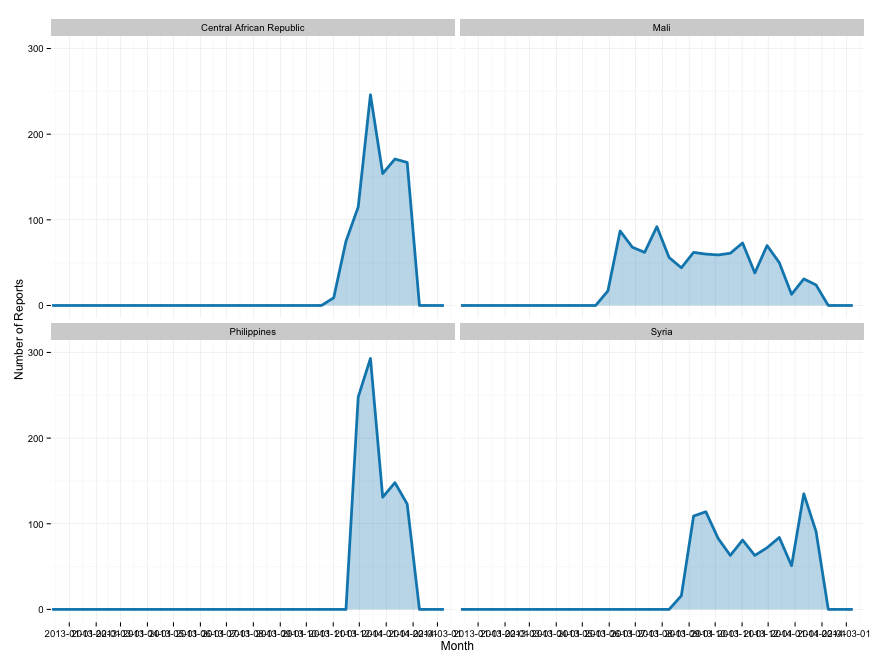 Central African Republic
Mali
300
200
100
0
Philippines
Syria
300
200
100
0
Number of Reports
Month